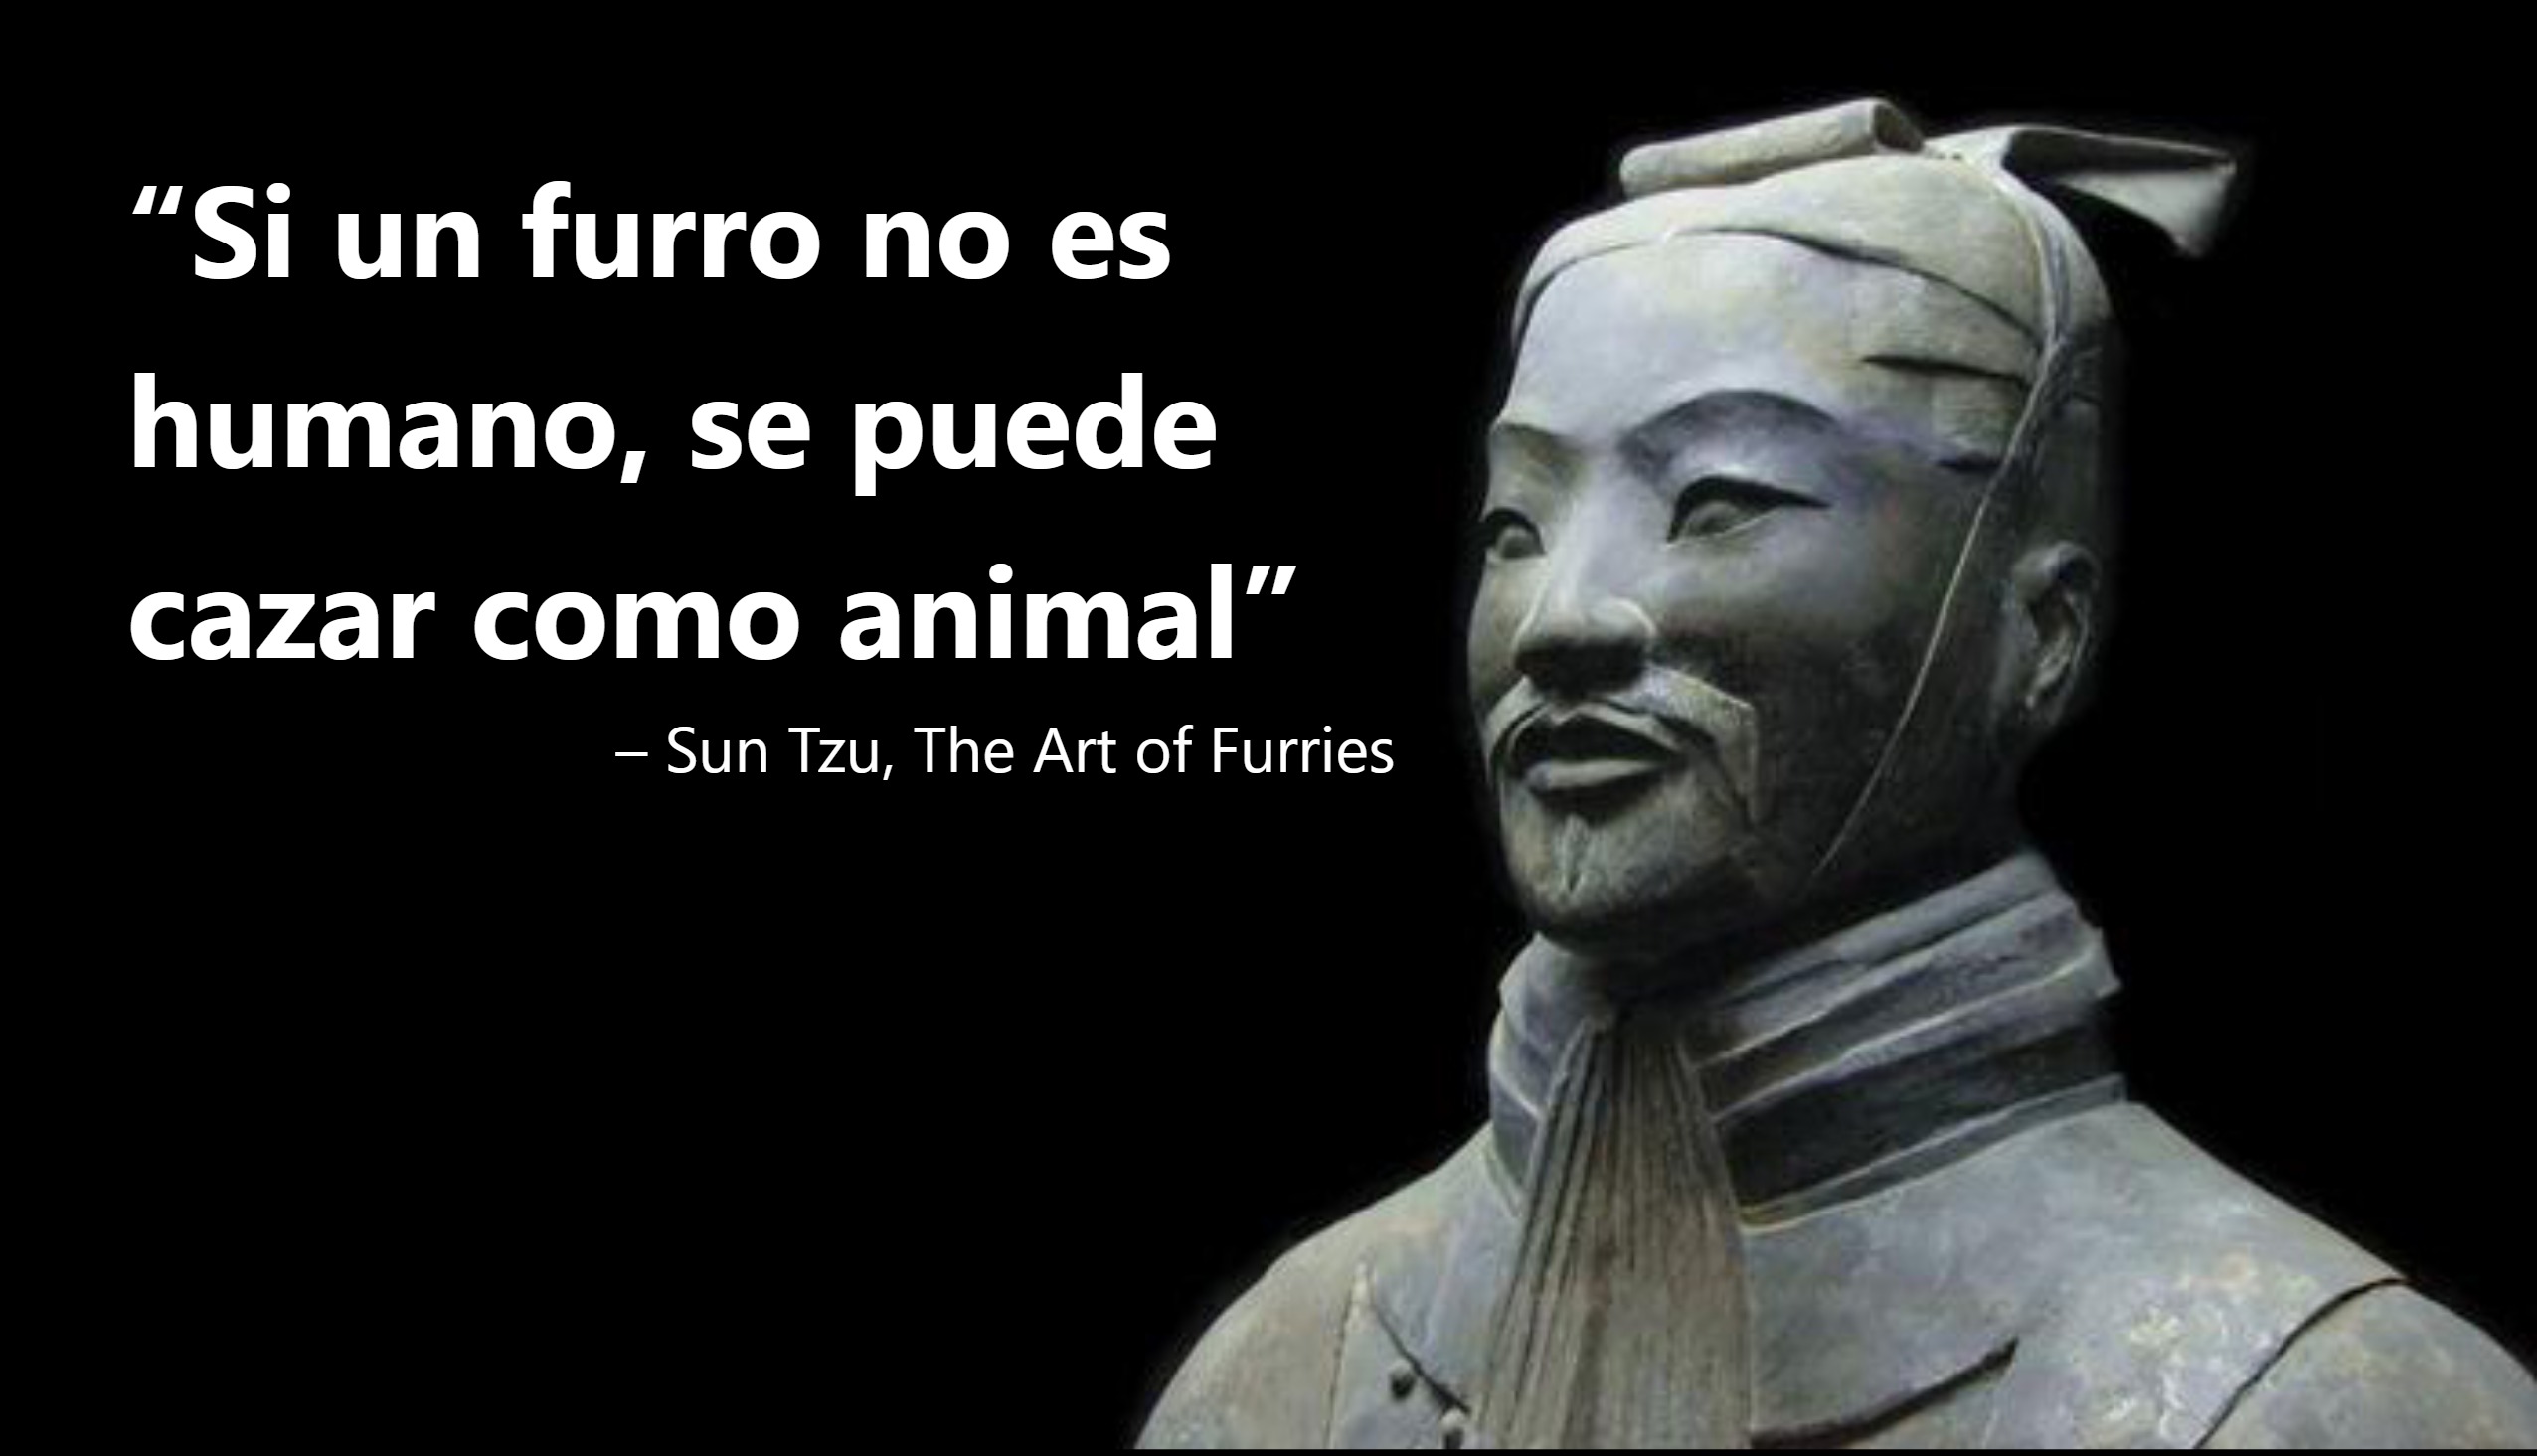 “Si un furro no es
humano, se puede
cazar como animal”
– Sun Tzu, The Art of Furries